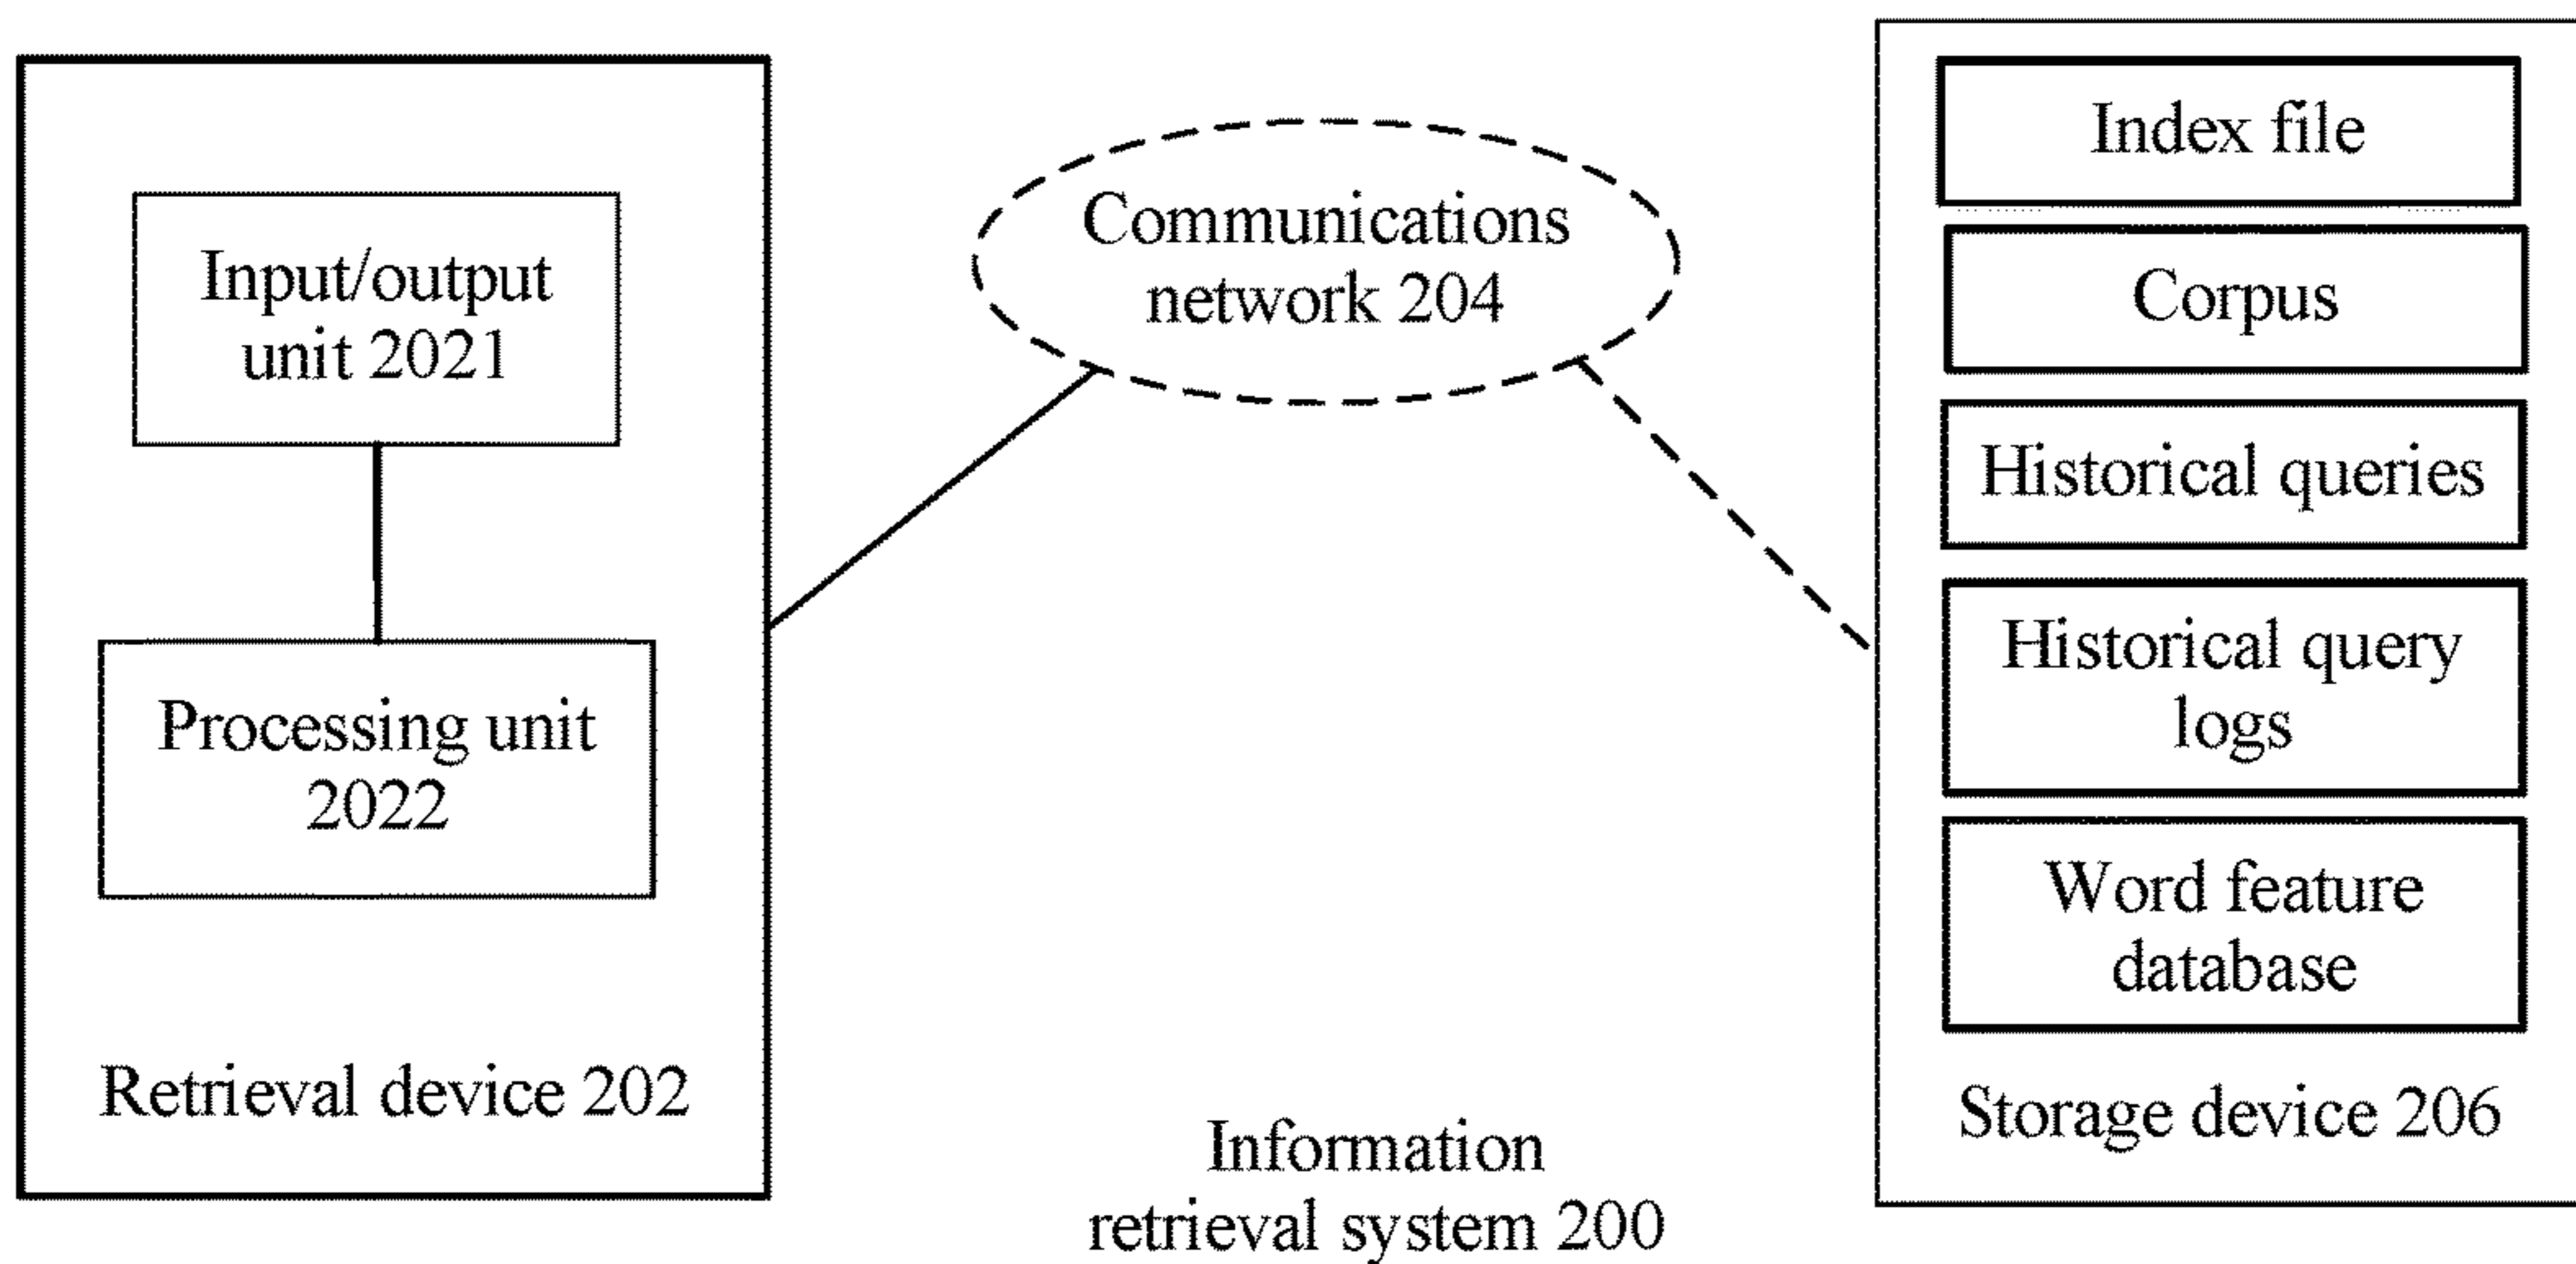 Input/output
unit 2021
Processing unit
2022
Retrieval device 202
Communications
network 204
Information
retrieval system 200
Index file
Corpus
Historical queries
Historical query
logs
Word feature
database
Storage device 206